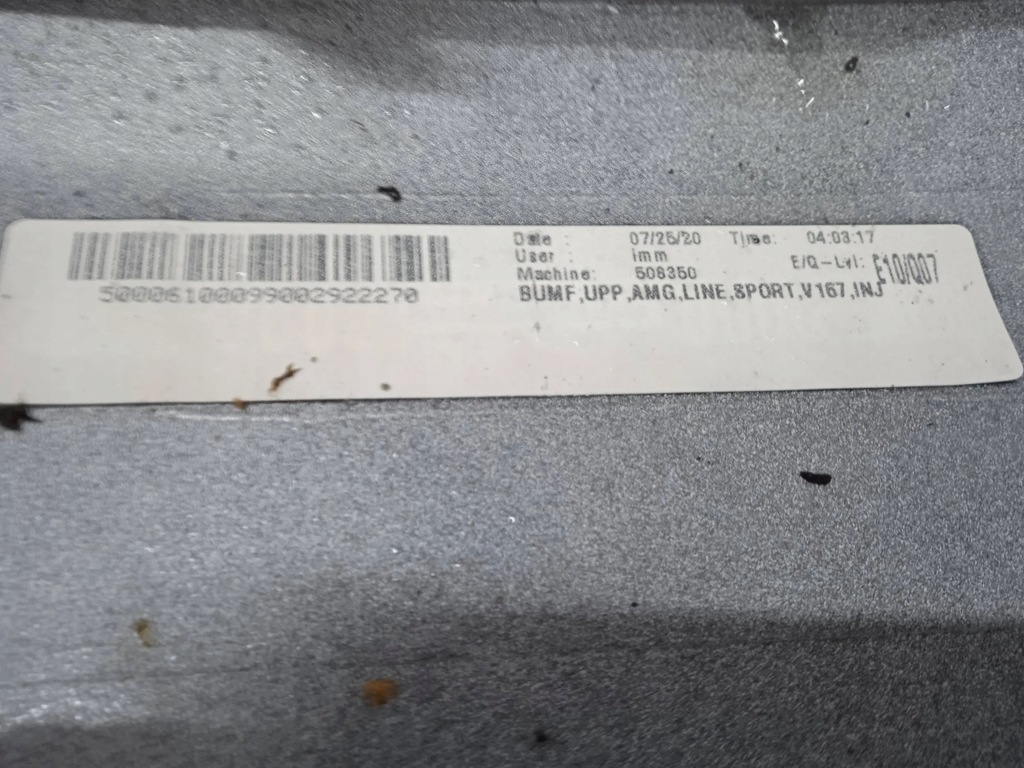 Date : 07/25/20 Time: 04:03:17
User : imm E/Q-Lvl: E10/Q07
Machine: 508350
50006100099002922270 BUMF,UPP,AMG,LINE,SPORT,V167,INJ